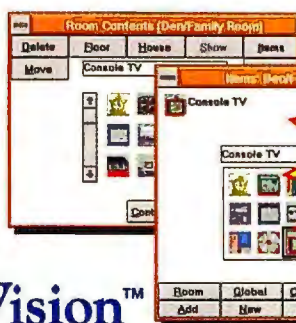 Room Contents (Den/Family Room)
Delete Floor House Show Items
Move Console TV
Items (Den/F
Console TV
Console TV
Cont
Room Global C
Add New
Vision™